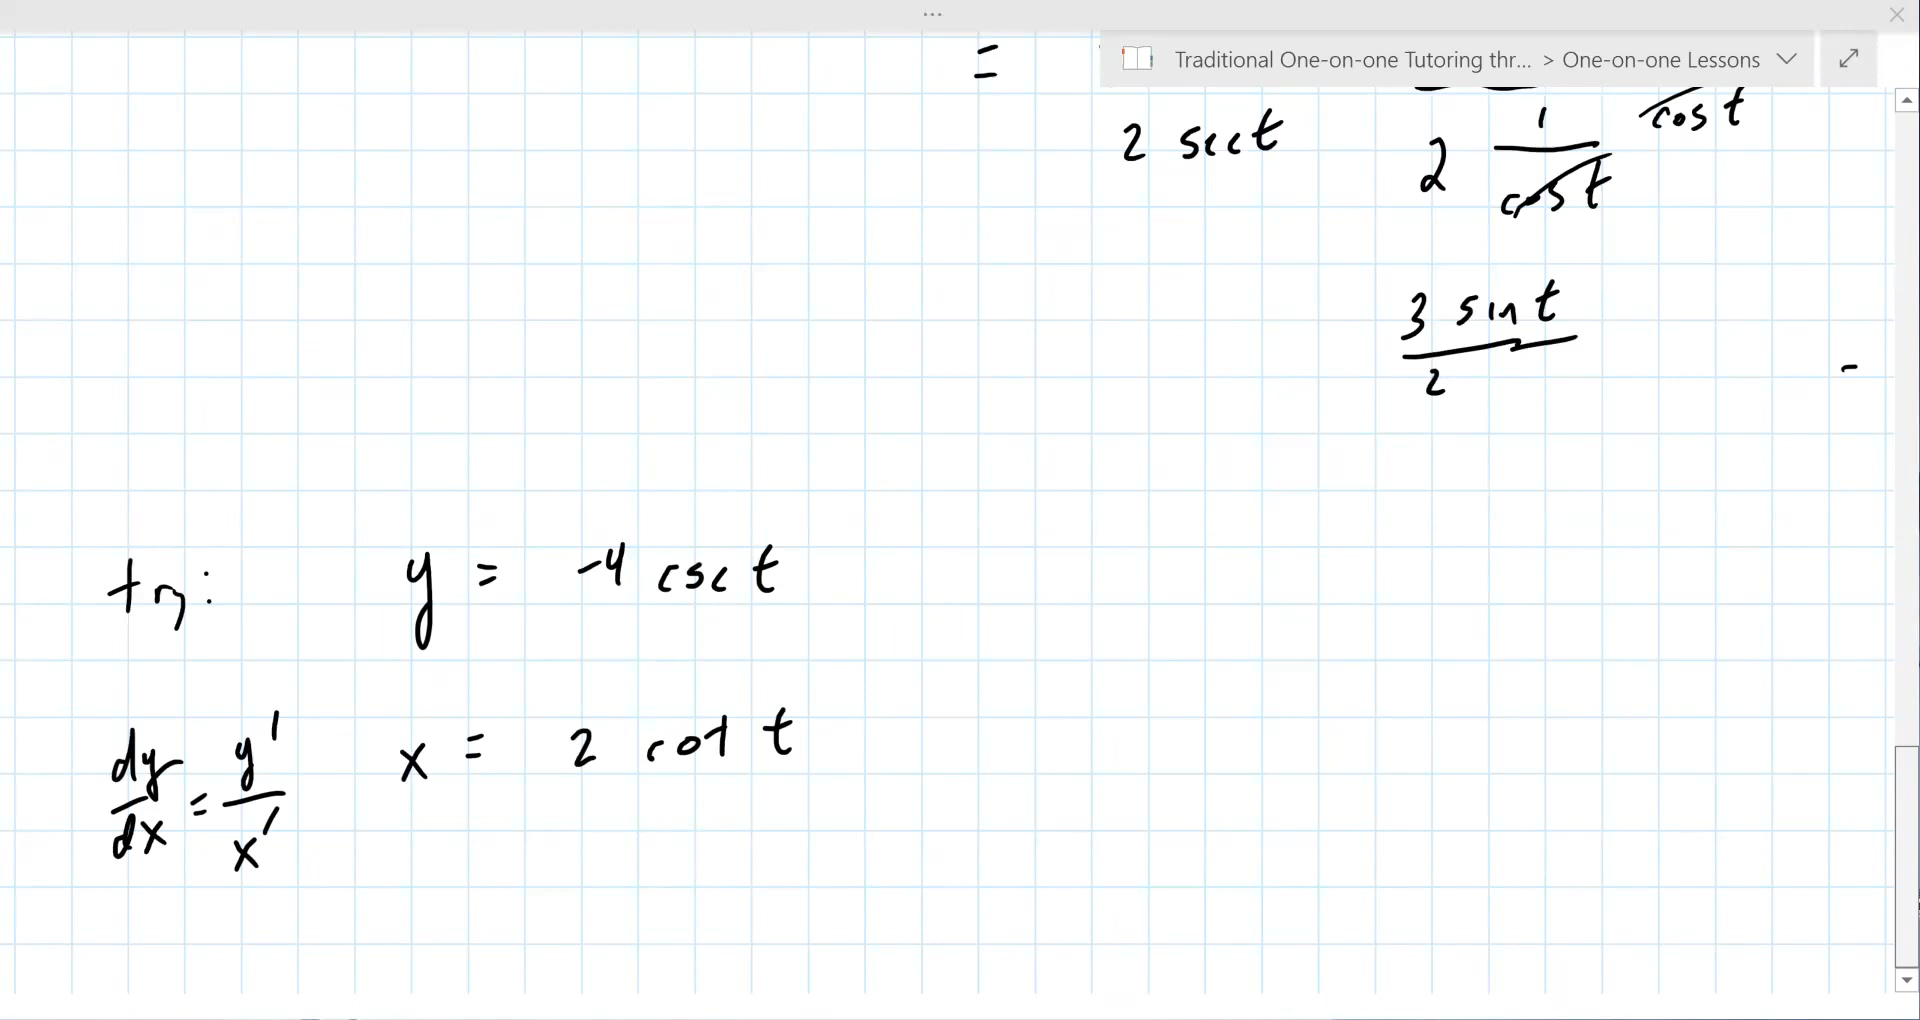 ...
Traditional One-on-one Tutoring thr... > One-on-one Lessons
=
cos t
2 sec t
2 1/cos t
3 sin t
2
-
try: y = -4 csc t
dy/dx = y'/x'
x = 2 cot t